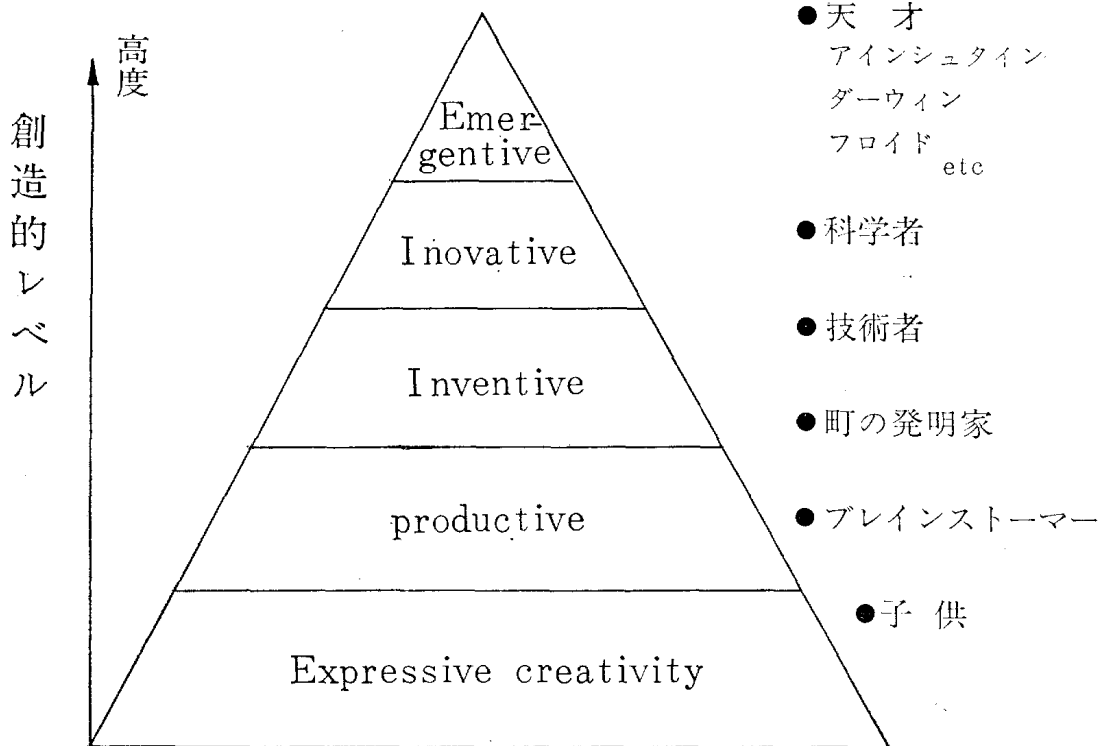 創造的レベル
高度
Emer-
gentive
Inovative
Inventive
productive
Expressive creativity
●天 才
アインシュタイン
ダーウィン
フロイド etc
●科学者
●技術者
●町の発明家
●ブレインストーマー
●子 供